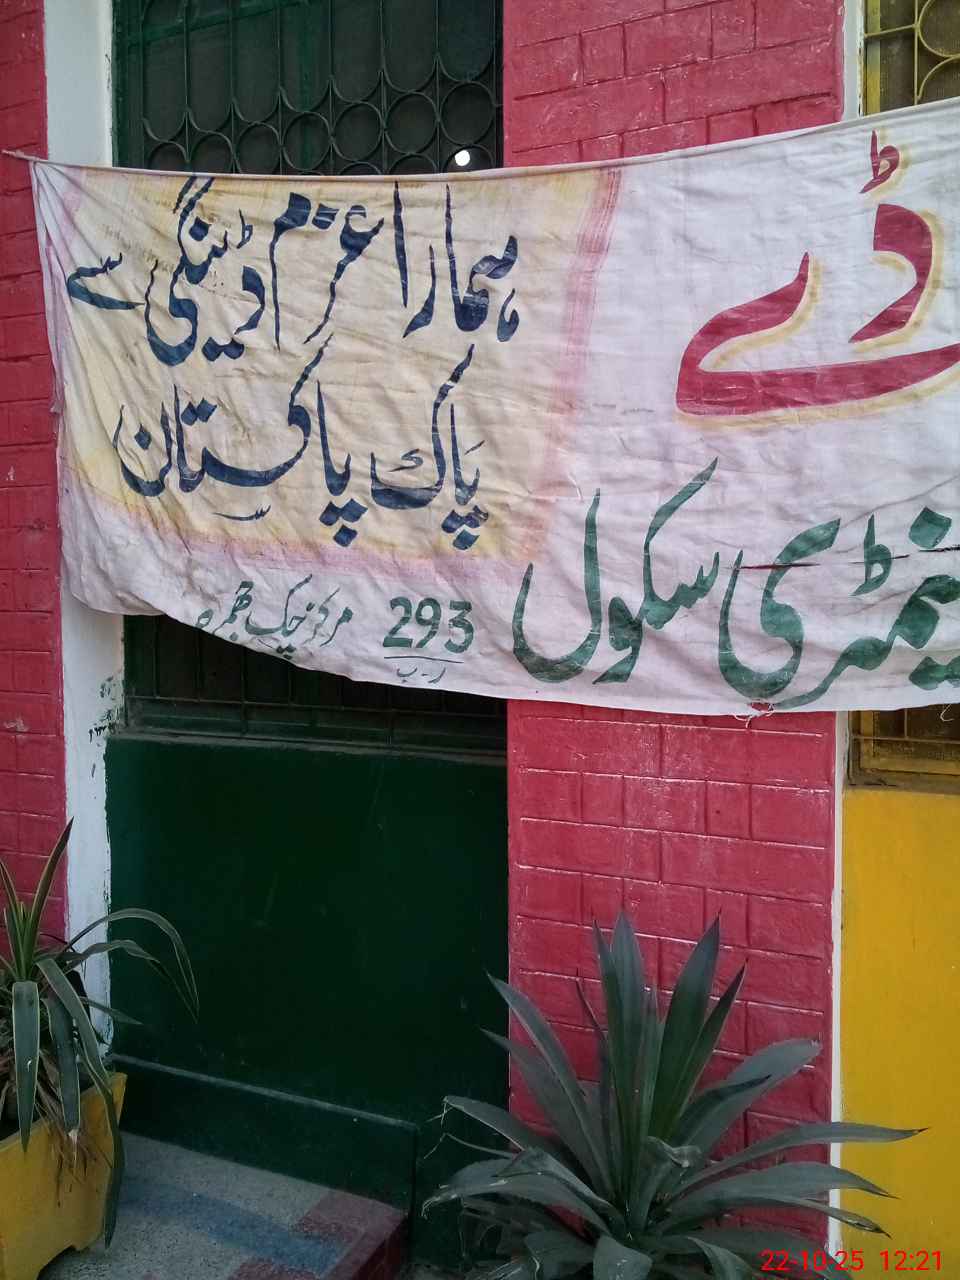 ڈے
ہمارا عزم ڈینگی سے
پاک پاکستان
سکول
293
ر-ب
مرکز چک جھمرہ
22-10-25 12:21